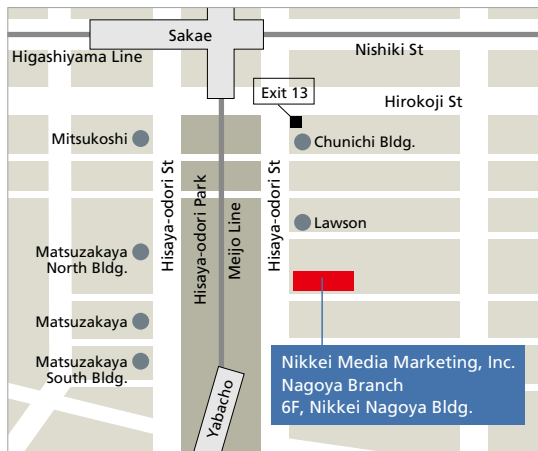 Sakae
Nishiki St
Higashiyama Line
Exit 13
Hirokoji St
Mitsukoshi
Chunichi Bldg.
Hisaya-odori St
Hisaya-odori Park
Meijo Line
Hisaya-odori St
Lawson
Matsuzakaya
North Bldg.
Matsuzakaya
Matsuzakaya
South Bldg.
Yabacho
Nikkei Media Marketing, Inc.
Nagoya Branch
6F, Nikkei Nagoya Bldg.